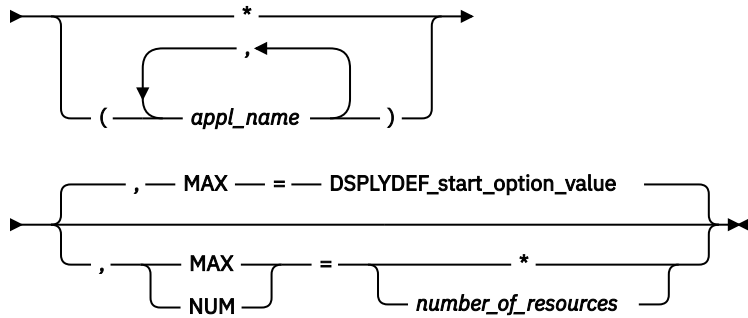 *
,
( appl_name )
, MAX = DSPLYDEF_start_option_value
, MAX = *
NUM number_of_resources